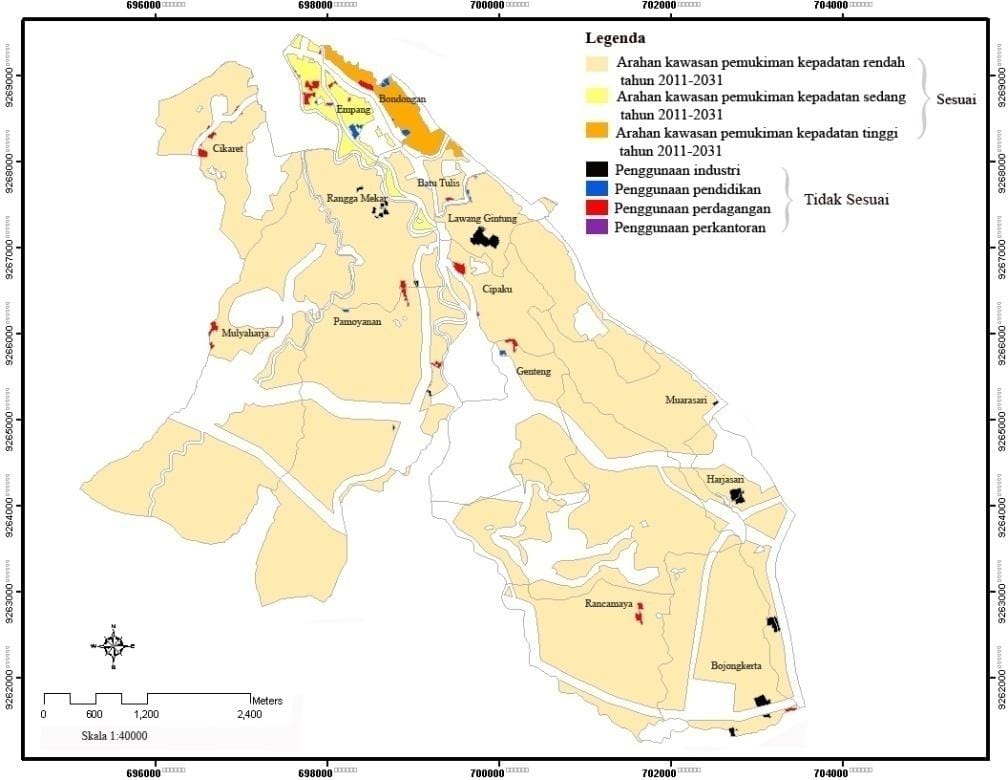 696000 698000 700000 702000 704000
Legenda
Arahan kawasan pemukiman kepadatan rendah
tahun 2011-2031
Arahan kawasan pemukiman kepadatan sedang
tahun 2011-2031
Arahan kawasan pemukiman kepadatan tinggi
tahun 2011-2031
Sesuai
Penggunaan industri
Penggunaan pendidikan
Penggunaan perdagangan
Penggunaan perkantoran
Tidak Sesuai
9269000
9268000
9267000
9266000
9265000
9264000
9263000
9262000
Bondongan
Empang
Cikaret
Batu Tulis
Rangga Mekar
Lawang Gintung
Cipaku
Pamoyanan
Mulyaharja
Genteng
Muarasari
Harjasari
Rancamaya
Bojongkerta
9269000
9268000
9267000
9266000
9265000
9264000
9263000
9262000
N
W E
S
Meters
0 600 1,200 2,400
Skala 1:40000
696000 698000 700000 702000 704000